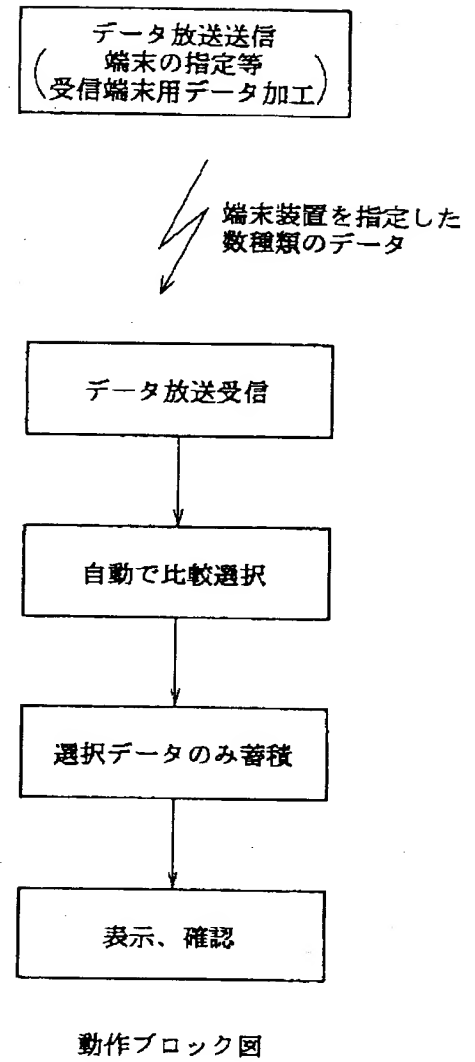 データ放送送信
(端末の指定等
受信端末用データ加工)
端末装置を指定した
数種類のデータ
データ放送受信
自動で比較選択
選択データのみ蓄積
表示、確認
動作ブロック図